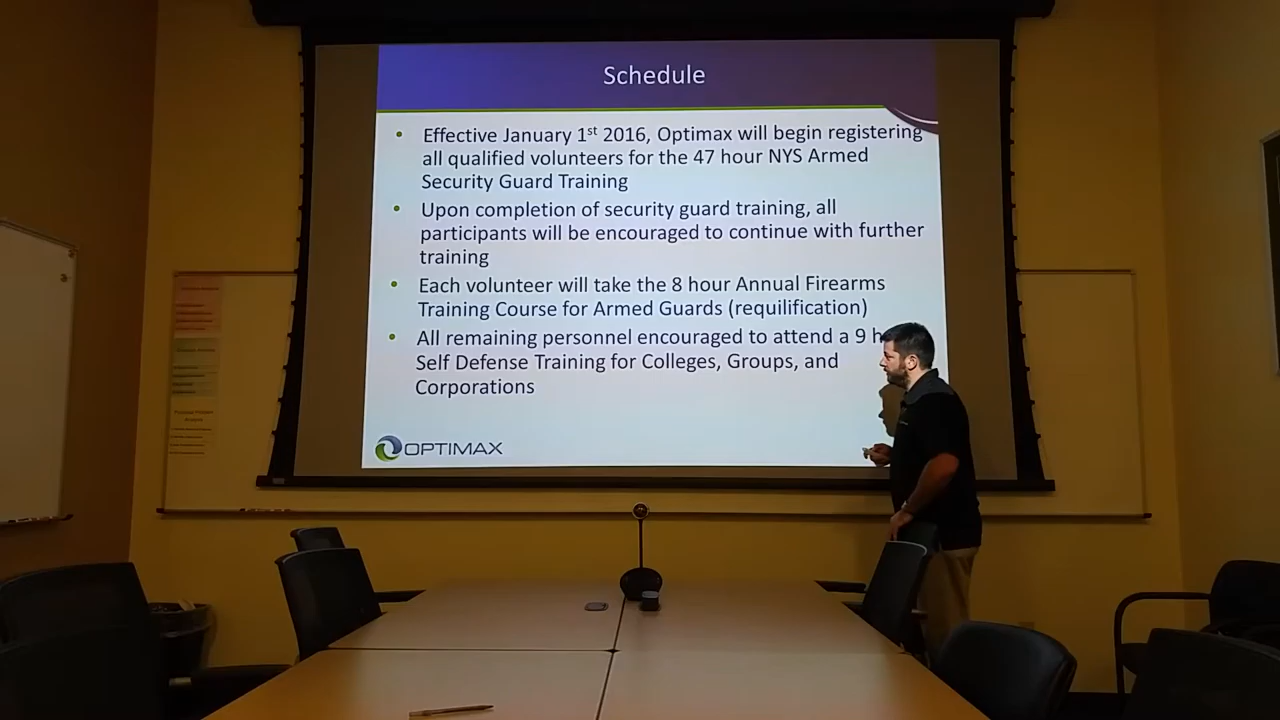 Schedule
Effective January 1st 2016, Optimax will begin registering
all qualified volunteers for the 47 hour NYS Armed
Security Guard Training
Upon completion of security guard training, all
participants will be encouraged to continue with further
training
Each volunteer will take the 8 hour Annual Firearms
Training Course for Armed Guards (requilification)
All remaining personnel encouraged to attend a 9
Self Defense Training for Colleges, Groups, and
Corporations
OPTIMAX